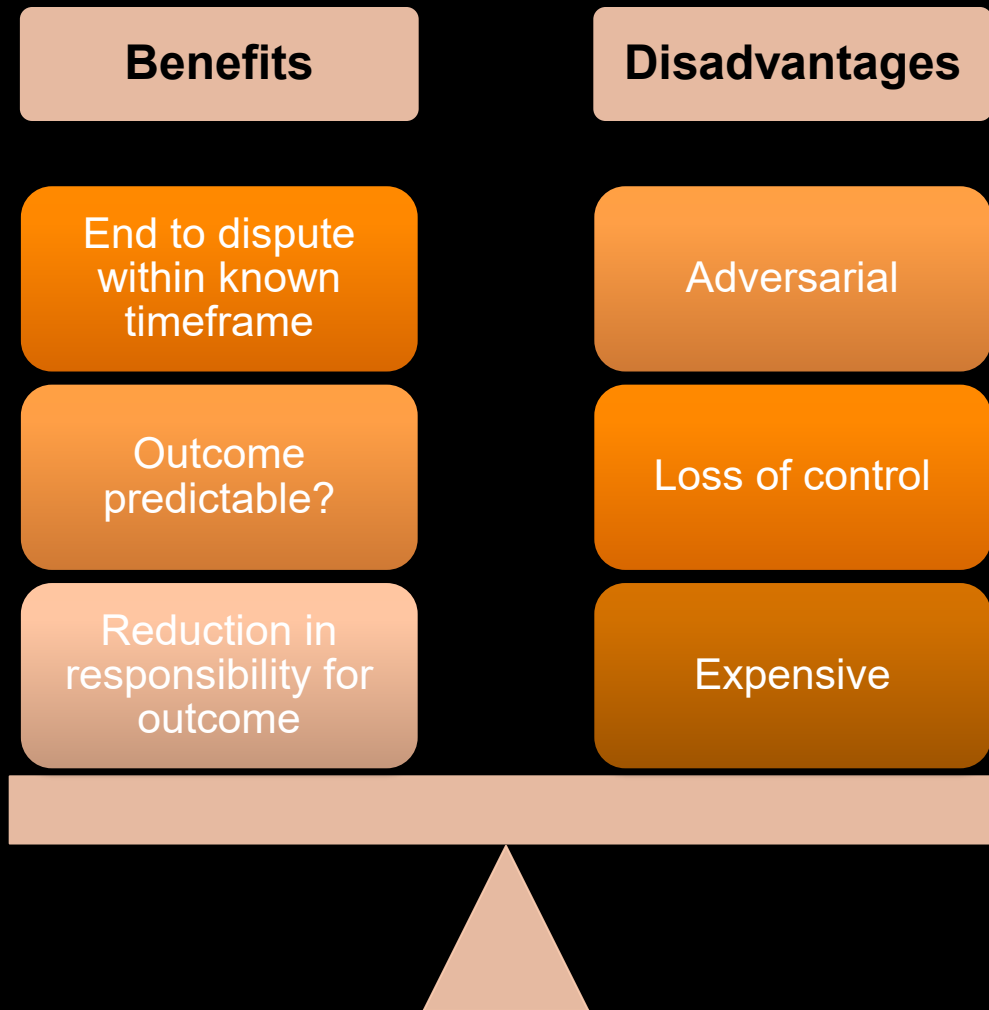 Benefits
Disadvantages
End to dispute
within known
timeframe
Adversarial
Outcome
predictable?
Loss of control
Reduction in
responsibility for
outcome
Expensive